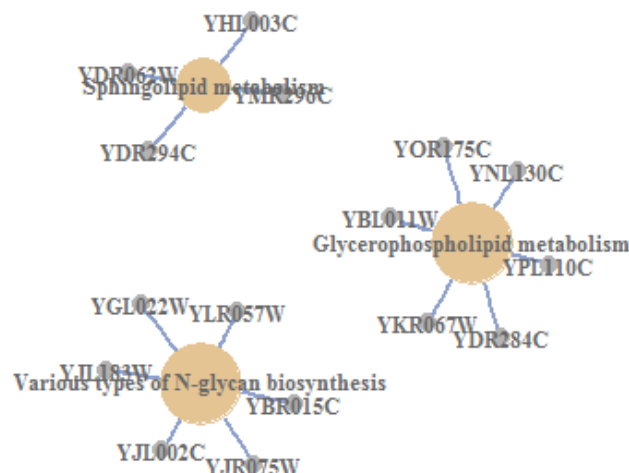 YHL003C
YDR062W
Sphingolipid metabolism
YMR296C
YDR294C
YOR175C
YNL130C
YBL011W
Glycerophospholipid metabolism
YPL110C
YKR067W
YDR284C
YGL022W
YLR057W
YJL183W
Various types of N-glycan biosynthesis
YBR015C
YJL002C
YJR075W